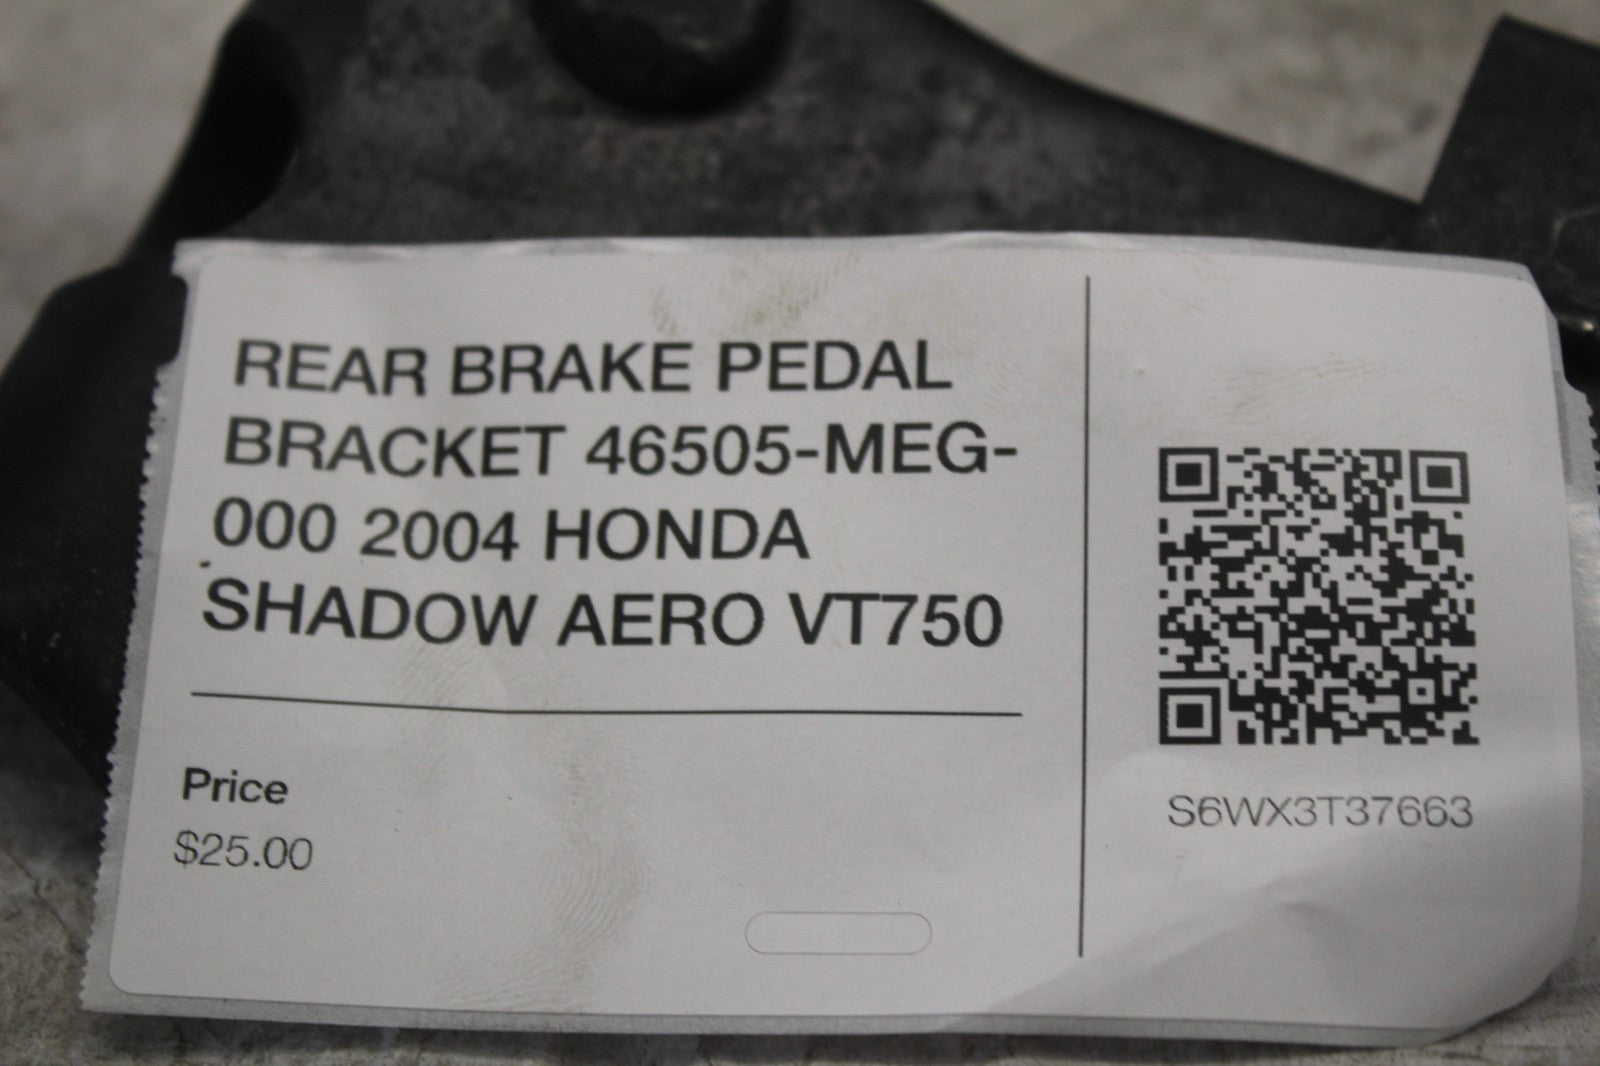 REAR BRAKE PEDAL
BRACKET 46505-MEG-
000 2004 HONDA
SHADOW AERO VT750
Price
$25.00
S6WX3T37663